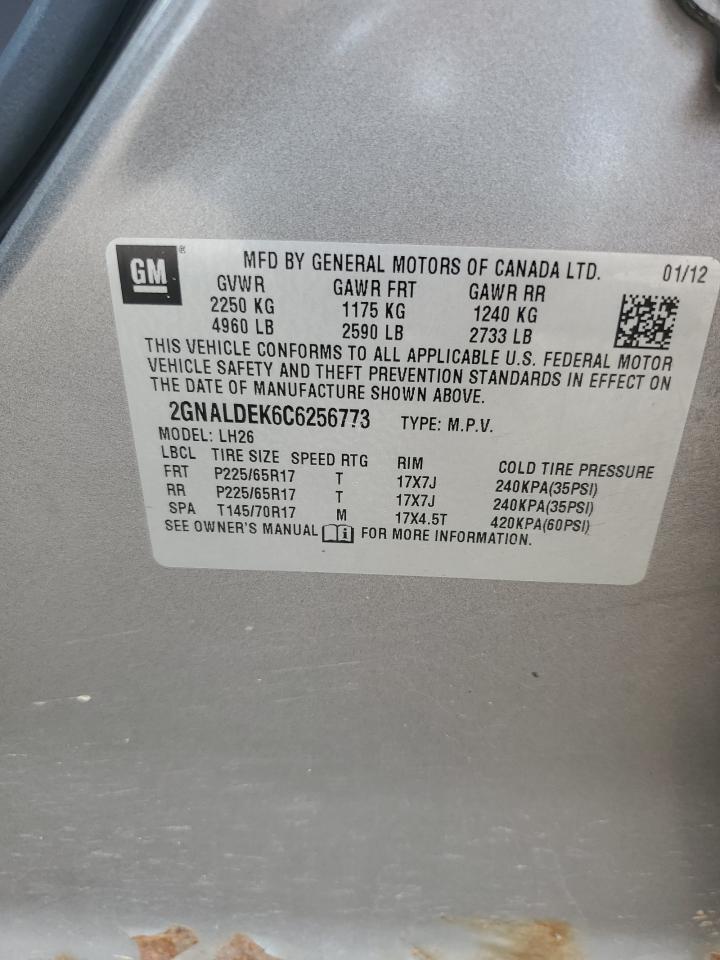 GM ®
MFD BY GENERAL MOTORS OF CANADA LTD. 01/12
GVWR GAWR FRT GAWR RR
2250 KG 1175 KG 1240 KG
4960 LB 2590 LB 2733 LB
THIS VEHICLE CONFORMS TO ALL APPLICABLE U.S. FEDERAL MOTOR
VEHICLE SAFETY AND THEFT PREVENTION STANDARDS IN EFFECT ON
THE DATE OF MANUFACTURE SHOWN ABOVE.
2GNALDEK6C6256773 TYPE: M.P.V.
MODEL: LH26
LBCL TIRE SIZE SPEED RTG RIM COLD TIRE PRESSURE
FRT P225/65R17 T 17X7J 240KPA(35PSI)
RR P225/65R17 T 17X7J 240KPA(35PSI)
SPA T145/70R17 M 17X4.5T 420KPA(60PSI)
SEE OWNER'S MANUAL i FOR MORE INFORMATION.